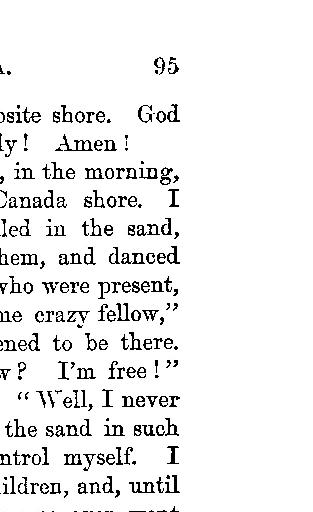 A. 95
osite shore. God
ly! Amen!
, in the morning,
Canada shore. I
led in the sand,
hem, and danced
who were present,
me crazy fellow,"
ened to be there.
w? I'm free!"
"Well, I never
the sand in such
ntrol myself. I
ildren, and, until